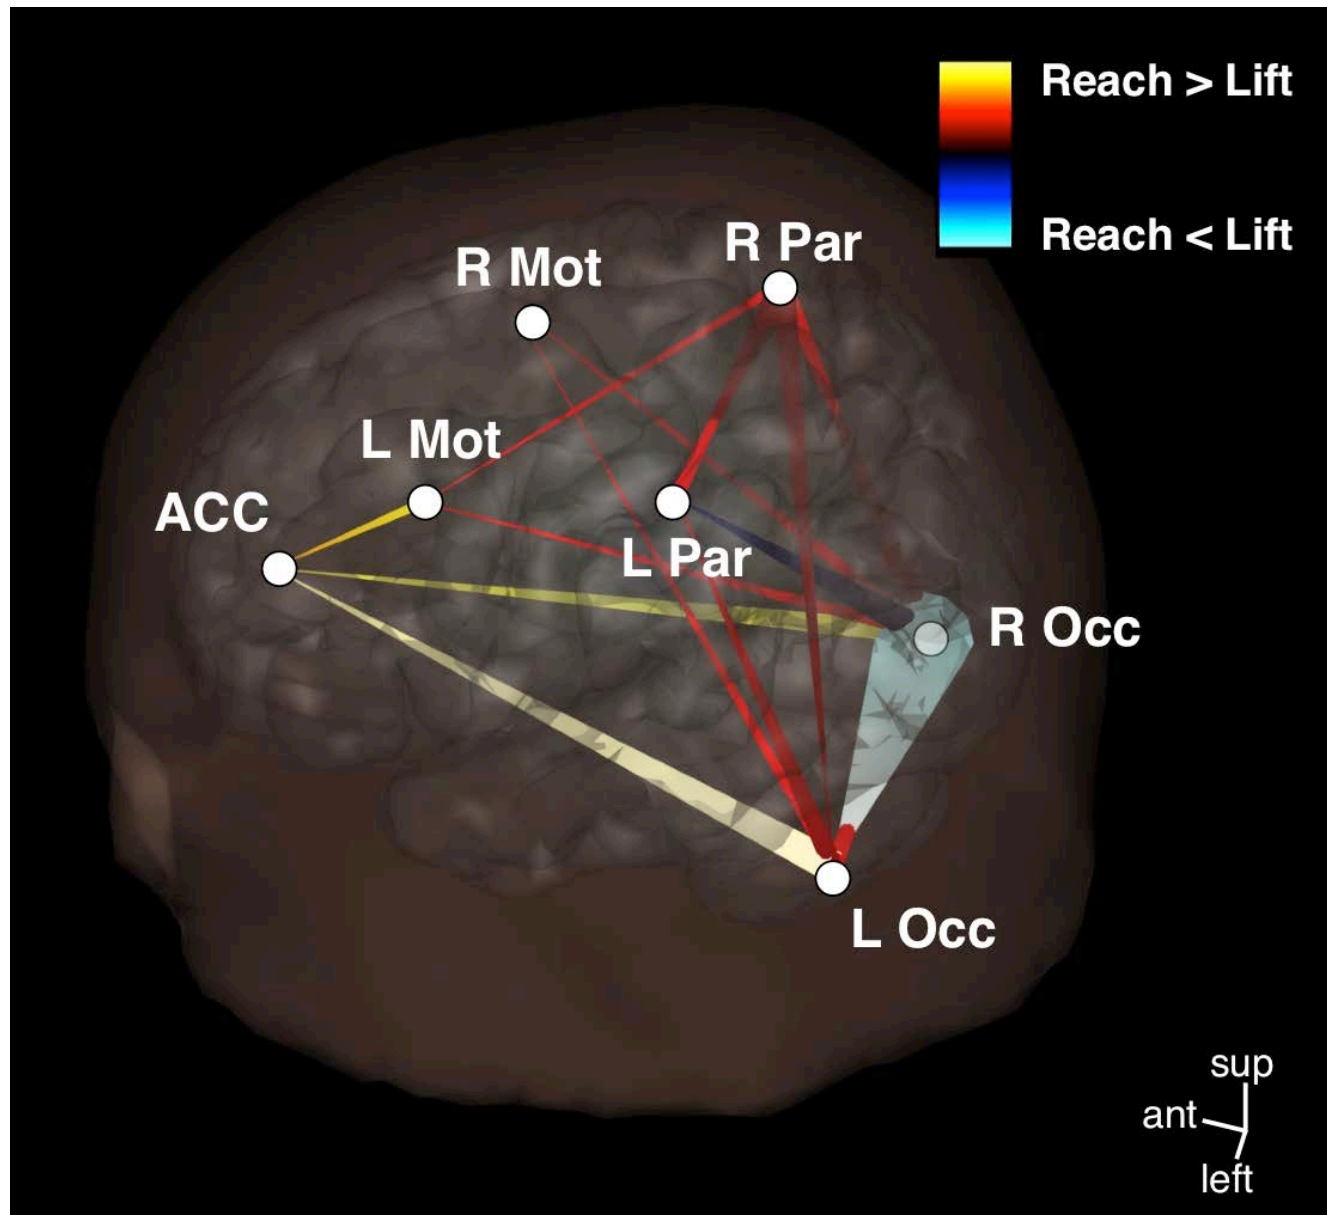 Reach > Lift
Reach < Lift
R Par
R Mot
L Mot
ACC
L Par
R Occ
L Occ
sup
ant
left